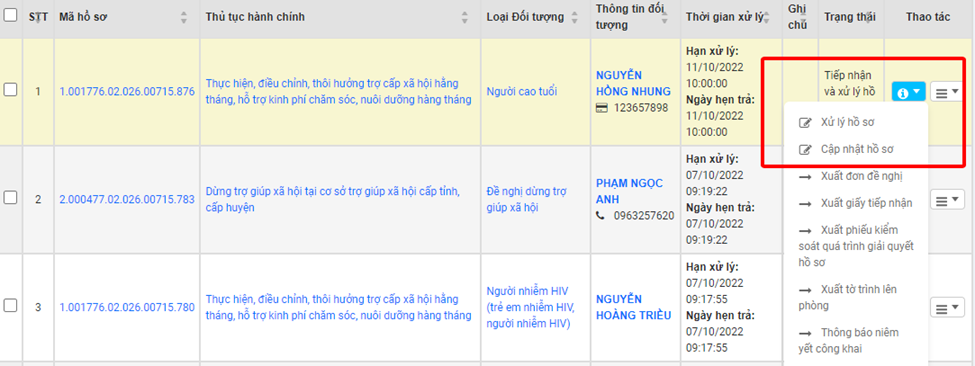 STT
Mã hồ sơ
Thủ tục hành chính
Loại Đối tượng
Thông tin đối
tượng
Thời gian xử lý
Ghi
chú
Trạng thái
Thao tác
1
1.001776.02.026.00715.876
Thực hiện, điều chỉnh, thôi hưởng trợ cấp xã hội hằng
tháng, hỗ trợ kinh phí chăm sóc, nuôi dưỡng hàng tháng
Người cao tuổi
NGUYỄN
HỒNG NHUNG
123657898
Hạn xử lý:
11/10/2022
10:00:00
Ngày hẹn trả:
11/10/2022
10:00:00
Tiếp nhận
và xử lý hồ
Xử lý hồ sơ
Cập nhật hồ sơ
Xuất đơn đề nghị
Xuất giấy tiếp nhận
Xuất phiếu kiểm
soát quá trình giải quyết
hồ sơ
Xuất tờ trình lên
phòng
Thông báo niêm
yết công khai
2
2.000477.02.026.00715.783
Dừng trợ giúp xã hội tại cơ sở trợ giúp xã hội cấp tỉnh,
cấp huyện
Đề nghị dừng trợ
giúp xã hội
PHẠM NGỌC
ANH
0963257620
Hạn xử lý:
07/10/2022
09:19:22
Ngày hẹn trả:
07/10/2022
09:19:22
3
1.001776.02.026.00715.780
Thực hiện, điều chỉnh, thôi hưởng trợ cấp xã hội hằng
tháng, hỗ trợ kinh phí chăm sóc, nuôi dưỡng hàng tháng
Người nhiễm HIV
(trẻ em nhiễm HIV,
người nhiễm HIV)
NGUYỄN
HOÀNG TRIỀU
Hạn xử lý:
07/10/2022
09:17:55
Ngày hẹn trả:
07/10/2022
09:17:55